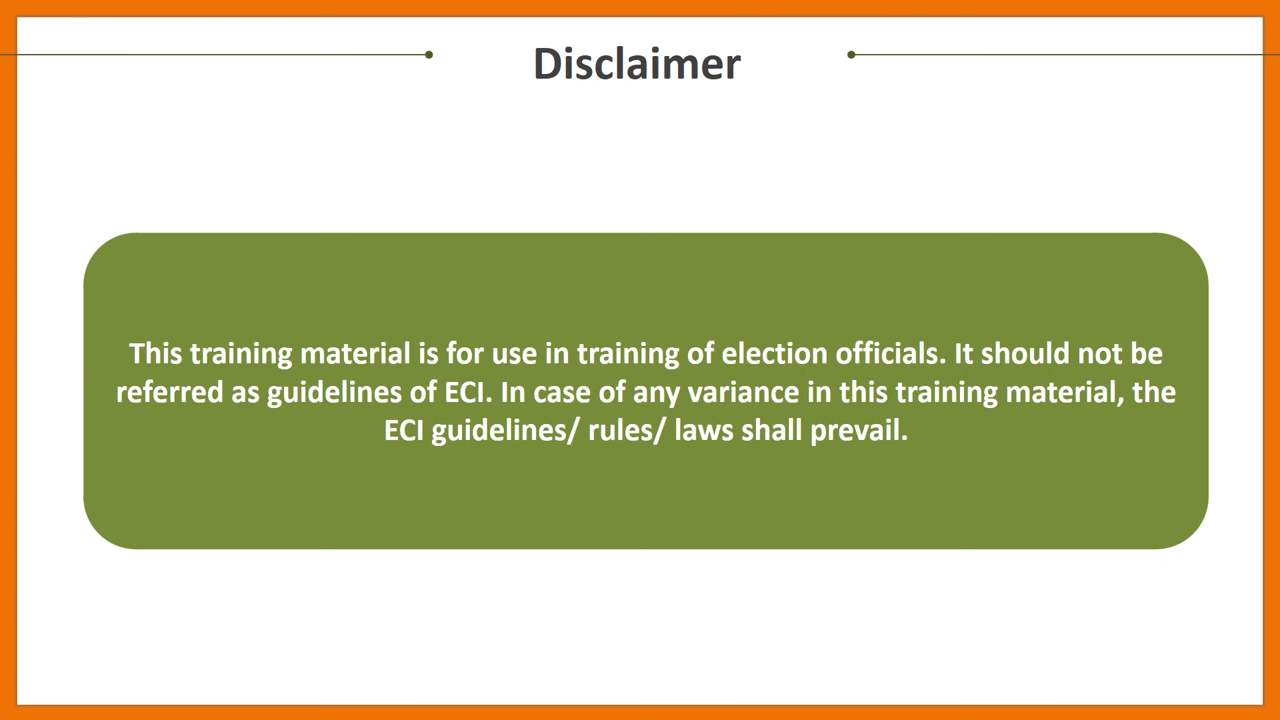 Disclaimer
This training material is for use in training of election officials. It should not be
referred as guidelines of ECI. In case of any variance in this training material, the
ECI guidelines/ rules/ laws shall prevail.